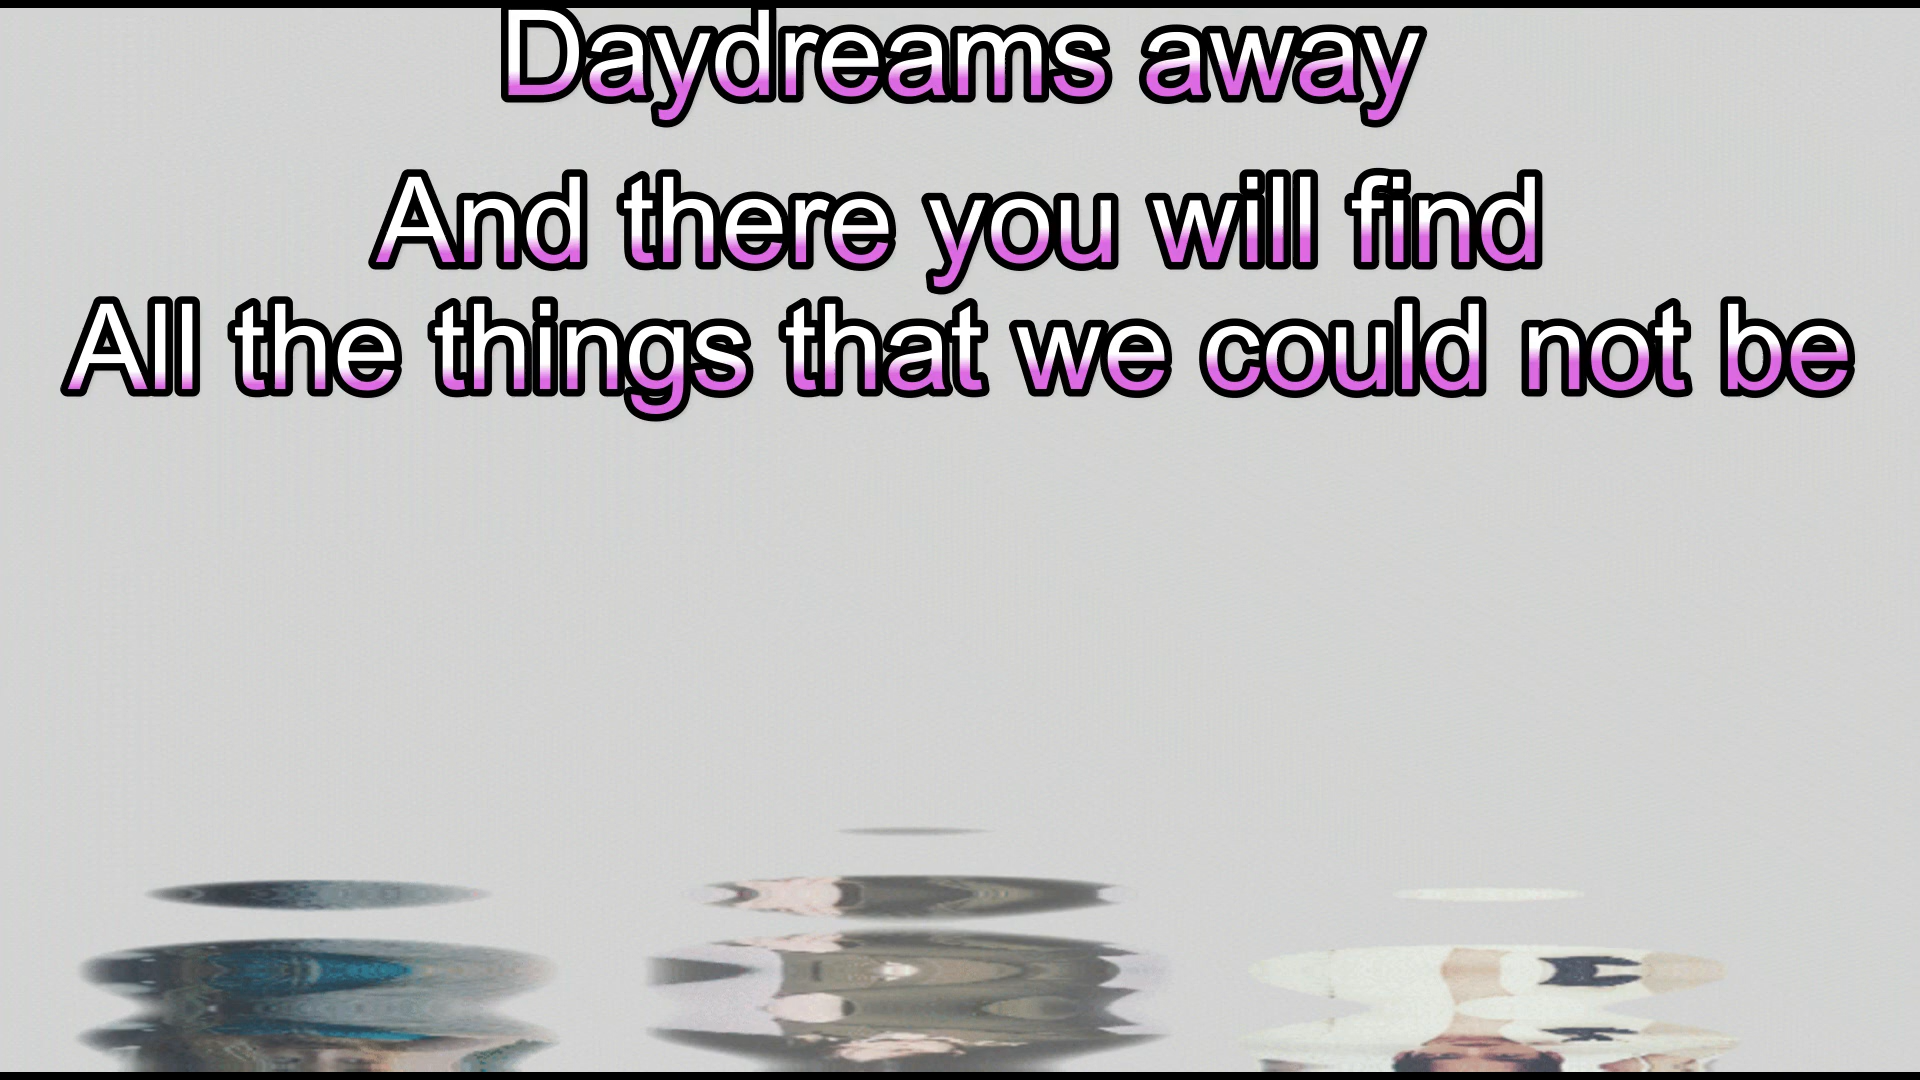 Daydreams away
And there you will find
All the things that we could not be